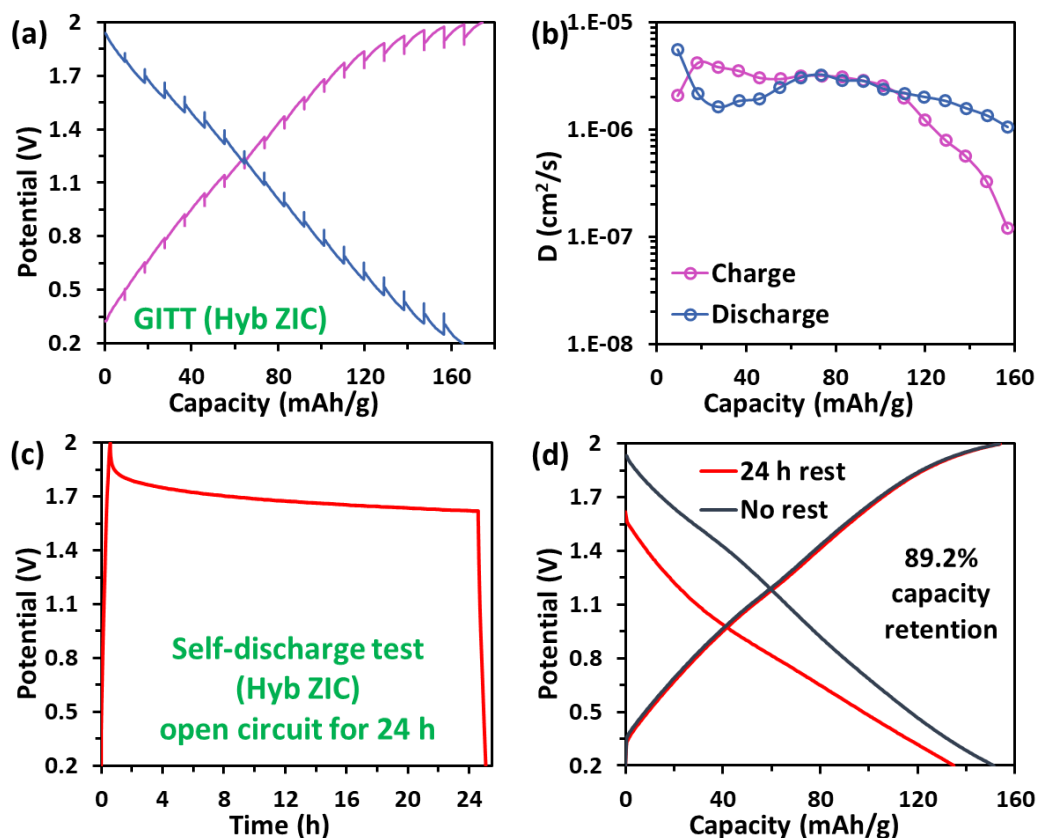 (a)
2
1.7
1.4
1.1
0.8
0.5
0.2
Potential (V)
GITT (Hyb ZIC)
0 40 80 120 160
Capacity (mAh/g)
(b)
1.E-05
1.E-06
1.E-07
1.E-08
D (cm²/s)
Charge
Discharge
0 40 80 120 160
Capacity (mAh/g)
(c)
2
1.7
1.4
1.1
0.8
0.5
0.2
Potential (V)
Self-discharge test
(Hyb ZIC)
open circuit for 24 h
0 4 8 12 16 20 24
Time (h)
(d)
2
1.7
1.4
1.1
0.8
0.5
0.2
Potential (V)
24 h rest
No rest
89.2%
capacity
retention
0 40 80 120 160
Capacity (mAh/g)